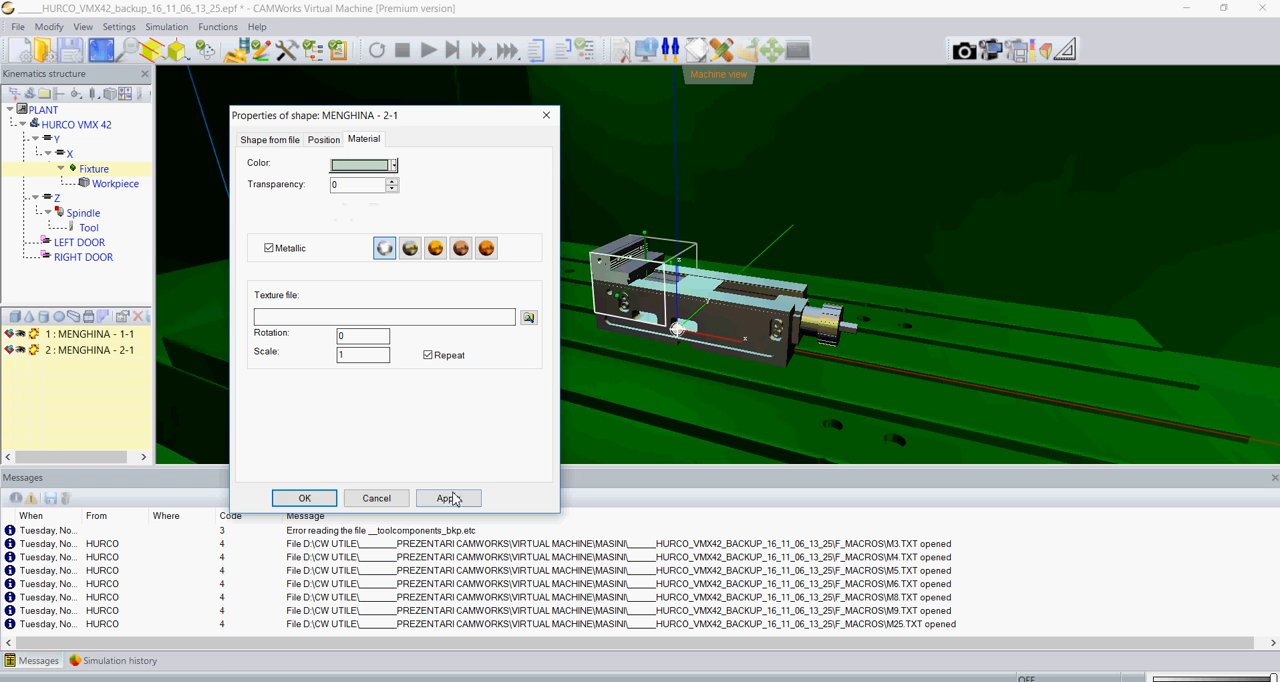 _____HURCO_VMX42_backup_16_11_06_13_25.epf * - CAMWorks Virtual Machine [Premium version]
File Modify View Settings Simulation Functions Help
Kinematics structure
Machine view
PLANT
HURCO VMX 42
Y
X
Fixture
Workpiece
Z
Spindle
Tool
LEFT DOOR
RIGHT DOOR
1 : MENGHINA - 1-1
2 : MENGHINA - 2-1
Properties of shape: MENGHINA - 2-1
Shape from file Position Material
Color:
Transparency: 0
Metallic
Texture file:
Rotation: 0
Scale: 1 Repeat
OK Cancel
Messages
When From Where Code Message
Tuesday, No... 3 Error reading the file __toolcomponents_bkp.etc
Tuesday, No... HURCO 4 File D:\CW UTILE\_______PREZENTARI CAMWORKS\VIRTUAL MACHINE\MASINI\_____HURCO_VMX42_BACKUP_16_11_06_13_25\F_MACROS\M3.TXT opened
Tuesday, No... HURCO 4 File D:\CW UTILE\_______PREZENTARI CAMWORKS\VIRTUAL MACHINE\MASINI\_____HURCO_VMX42_BACKUP_16_11_06_13_25\F_MACROS\M4.TXT opened
Tuesday, No... HURCO 4 File D:\CW UTILE\_______PREZENTARI CAMWORKS\VIRTUAL MACHINE\MASINI\_____HURCO_VMX42_BACKUP_16_11_06_13_25\F_MACROS\M5.TXT opened
Tuesday, No... HURCO 4 File D:\CW UTILE\_______PREZENTARI CAMWORKS\VIRTUAL MACHINE\MASINI\_____HURCO_VMX42_BACKUP_16_11_06_13_25\F_MACROS\M6.TXT opened
Tuesday, No... HURCO 4 File D:\CW UTILE\_______PREZENTARI CAMWORKS\VIRTUAL MACHINE\MASINI\_____HURCO_VMX42_BACKUP_16_11_06_13_25\F_MACROS\M8.TXT opened
Tuesday, No... HURCO 4 File D:\CW UTILE\_______PREZENTARI CAMWORKS\VIRTUAL MACHINE\MASINI\_____HURCO_VMX42_BACKUP_16_11_06_13_25\F_MACROS\M9.TXT opened
Tuesday, No... HURCO 4 File D:\CW UTILE\_______PREZENTARI CAMWORKS\VIRTUAL MACHINE\MASINI\_____HURCO_VMX42_BACKUP_16_11_06_13_25\F_MACROS\M25.TXT opened
Messages Simulation history
OFF